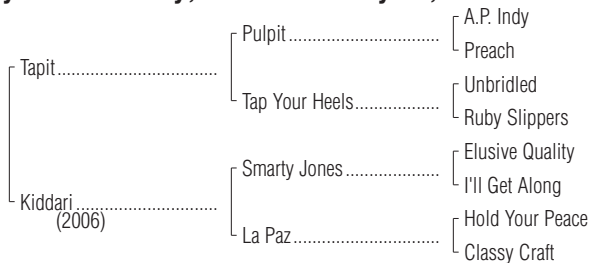 A.P. Indy
Pulpit
Preach
Tapit
Unbridled
Tap Your Heels
Ruby Slippers
Elusive Quality
Smarty Jones
I'll Get Along
Kiddari
(2006)
Hold Your Peace
La Paz
Classy Craft